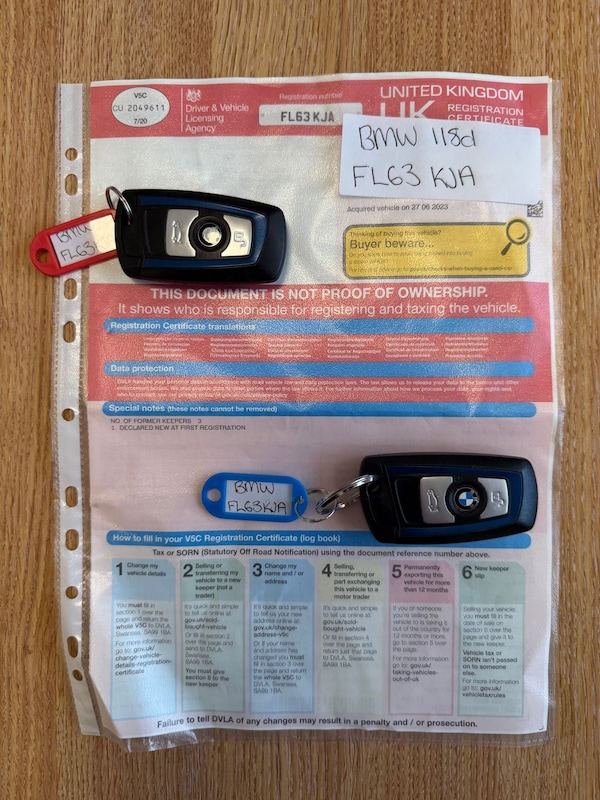 V5C
CU 2049611
7/20
Driver & Vehicle
Licensing
Agency
Registration number
FL63 KJA
UNITED KINGDOM
UK REGISTRATION
CERTIFICATE
BMW 118d
FL63 KJA
Acquired vehicle on 27 06 2023
Thinking of buying this vehicle?
Buyer beware...
BMW
FL63
THIS DOCUMENT IS NOT PROOF OF OWNERSHIP.
It shows who is responsible for registering and taxing the vehicle.
Registration Certificate translations
Data protection
Special notes (these notes cannot be removed)
NO. OF FORMER KEEPERS 3
1. DECLARED NEW AT FIRST REGISTRATION.
BMW
FL63KJA
BMW
How to fill in your V5C Registration Certificate (log book)
Tax or SORN (Statutory Off Road Notification) using the document reference number above.
1 Change my
vehicle details
You must fill in
section 1 over the
page and return
the whole V5C to
DVLA,
Swansea,
SA99 1BA.
For more information
go to: gov.uk/
change-vehicle-
details-registration-
certificate
2 Selling or
transferring my
vehicle to a new
keeper (not a
trader)
It's quick and simple
to tell us online at
gov.uk/sold-
bought-vehicle
Or fill in section 2
over the page and
send to DVLA,
Swansea,
SA99 1BA.
You must give
section 6 to the
new keeper
3 Change my
name and / or
address
It's quick and simple
to update your new
address online at:
gov.uk/change-
address-v5c
Or if your name
and address has
changed you must
fill in section 3 over
the page and return
the whole V5C to
DVLA, Swansea,
SA99 1BA.
4 Selling,
transferring or
part exchanging
this vehicle to a
motor trader
It's quick and simple
to tell us online at
gov.uk/sold-
bought-vehicle
Or fill in section 4
over the page and
return just that page
to DVLA, Swansea,
SA99 1BA.
5 Permanently
exporting this
vehicle for more
than 12 months
If you or someone
you're selling the
vehicle to is taking it
out of the country for
12 months or more,
go to section 5 over
the page.
For more information
go to: gov.uk/
taking-vehicles-
out-of-uk
6 New keeper
slip
Selling your vehicle:
you must fill in the
date of sale on
section 6 over the
page and give it to
the new keeper.
Vehicle tax or
SORN isn't passed
on to someone
else.
For more information
go to: gov.uk/
vehicletaxrules
Failure to tell DVLA of any changes may result in a penalty and / or prosecution.